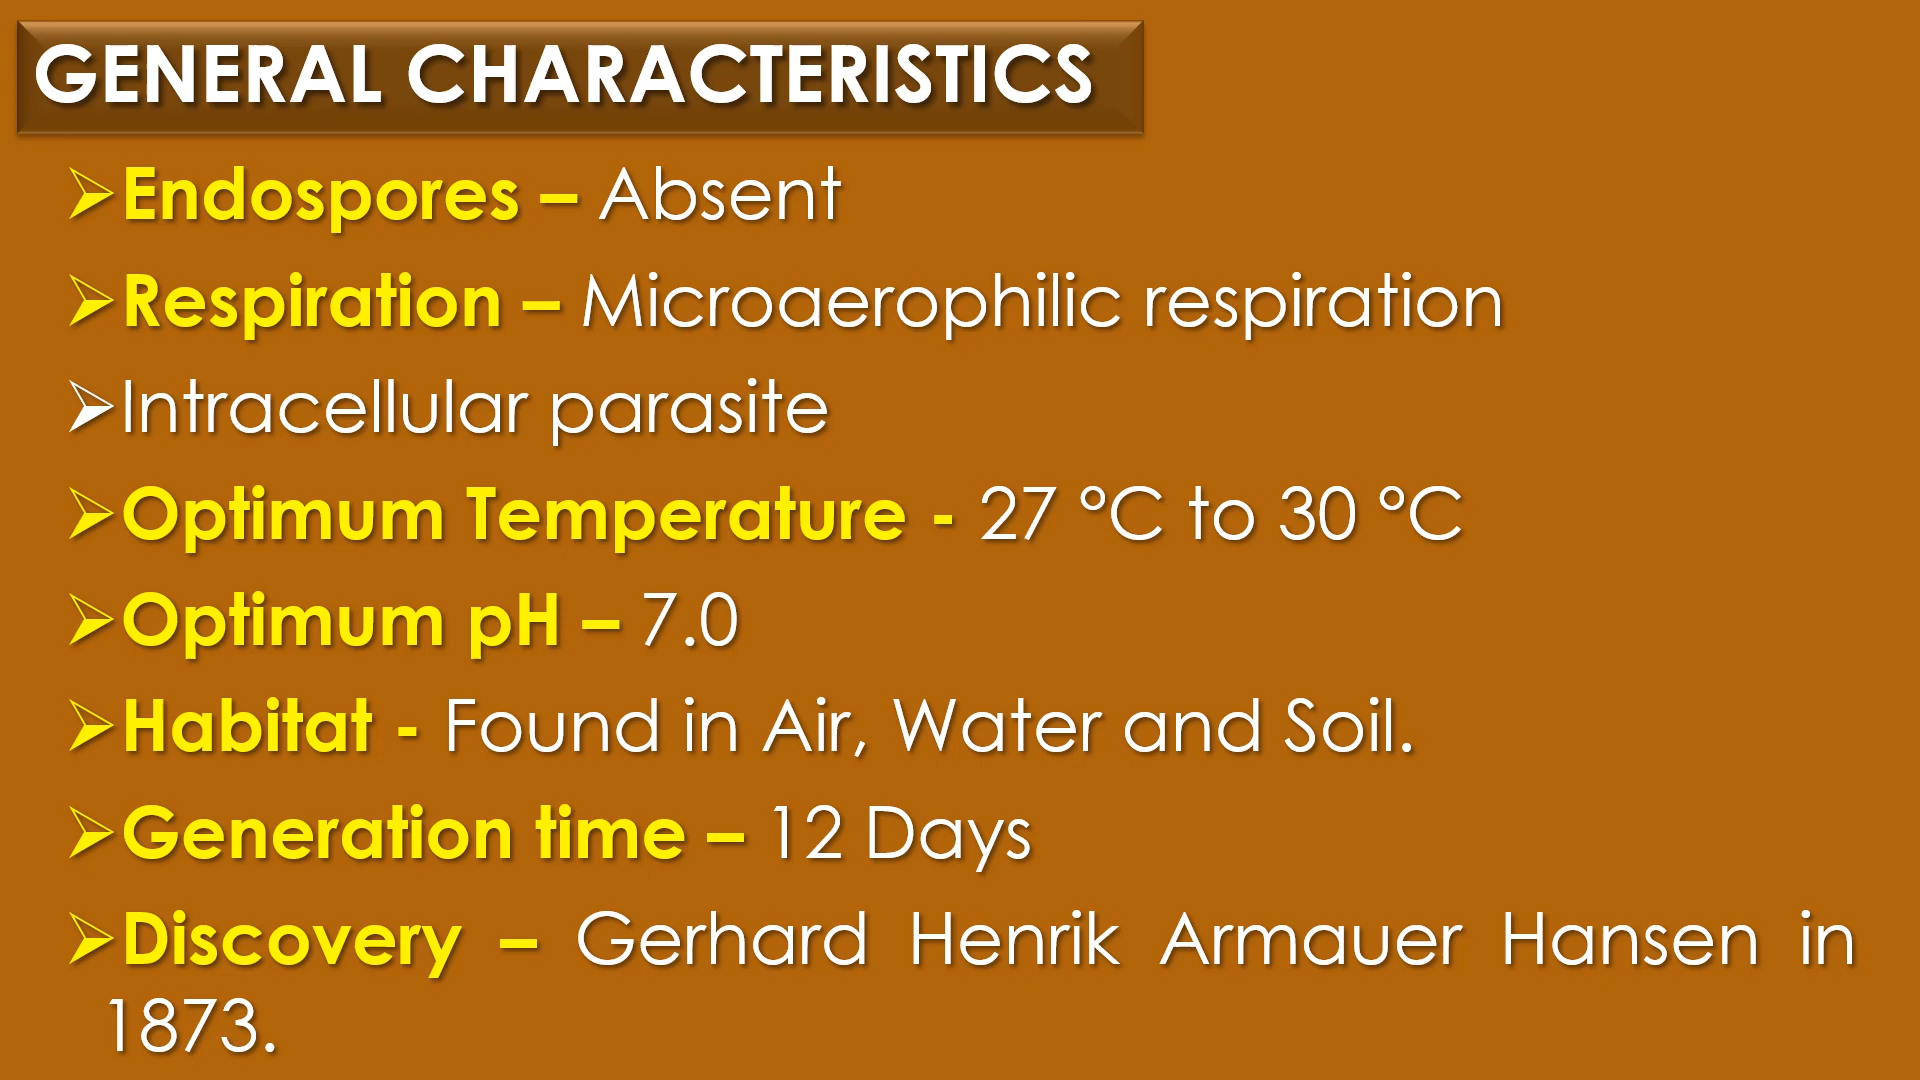 GENERAL CHARACTERISTICS
➢Endospores – Absent
➢Respiration – Microaerophilic respiration
➢Intracellular parasite
➢Optimum Temperature - 27 °C to 30 °C
➢Optimum pH – 7.0
➢Habitat - Found in Air, Water and Soil.
➢Generation time – 12 Days
➢Discovery – Gerhard Henrik Armauer Hansen in
1873.